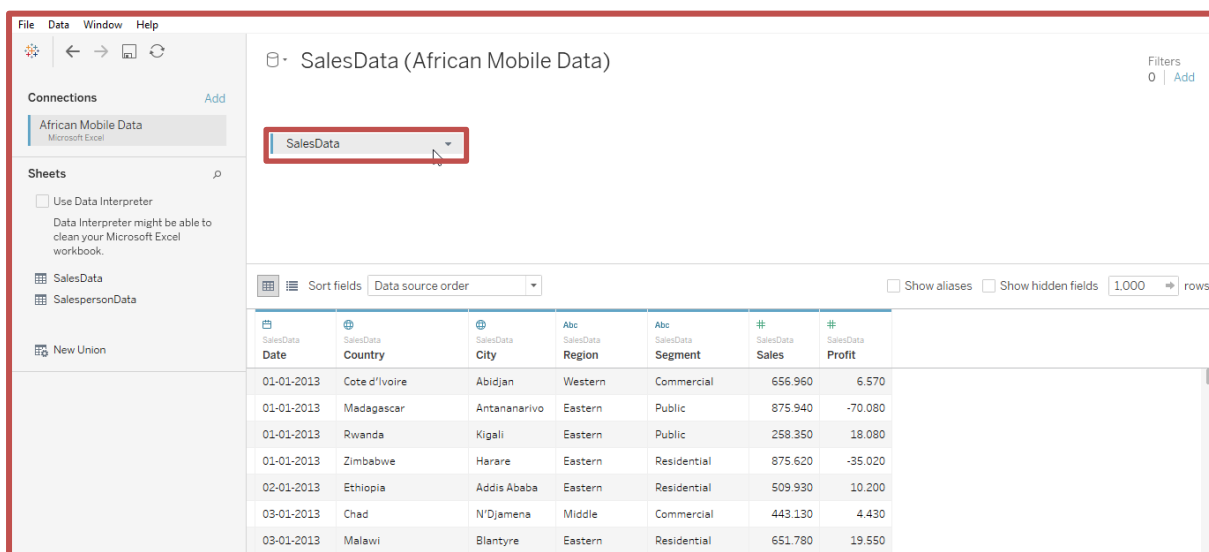 File Data Window Help
SalesData (African Mobile Data)
Filters
0 Add
Connections Add
African Mobile Data
Microsoft Excel
SalesData
Sheets
Use Data Interpreter
Data Interpreter might be able to
clean your Microsoft Excel
workbook.
SalesData
SalespersonData
New Union
Sort fields Data source order Show aliases Show hidden fields 1,000 rows
Abc Abc # #
SalesData SalesData SalesData SalesData SalesData SalesData SalesData
Date Country City Region Segment Sales Profit
01-01-2013 Cote d'Ivoire Abidjan Western Commercial 656.960 6.570
01-01-2013 Madagascar Antananarivo Eastern Public 875.940 -70.080
01-01-2013 Rwanda Kigali Eastern Public 258.350 18.080
01-01-2013 Zimbabwe Harare Eastern Residential 875.620 -35.020
02-01-2013 Ethiopia Addis Ababa Eastern Residential 509.930 10.200
03-01-2013 Chad N'Djamena Middle Commercial 443.130 4.430
03-01-2013 Malawi Blantyre Eastern Residential 651.780 19.550